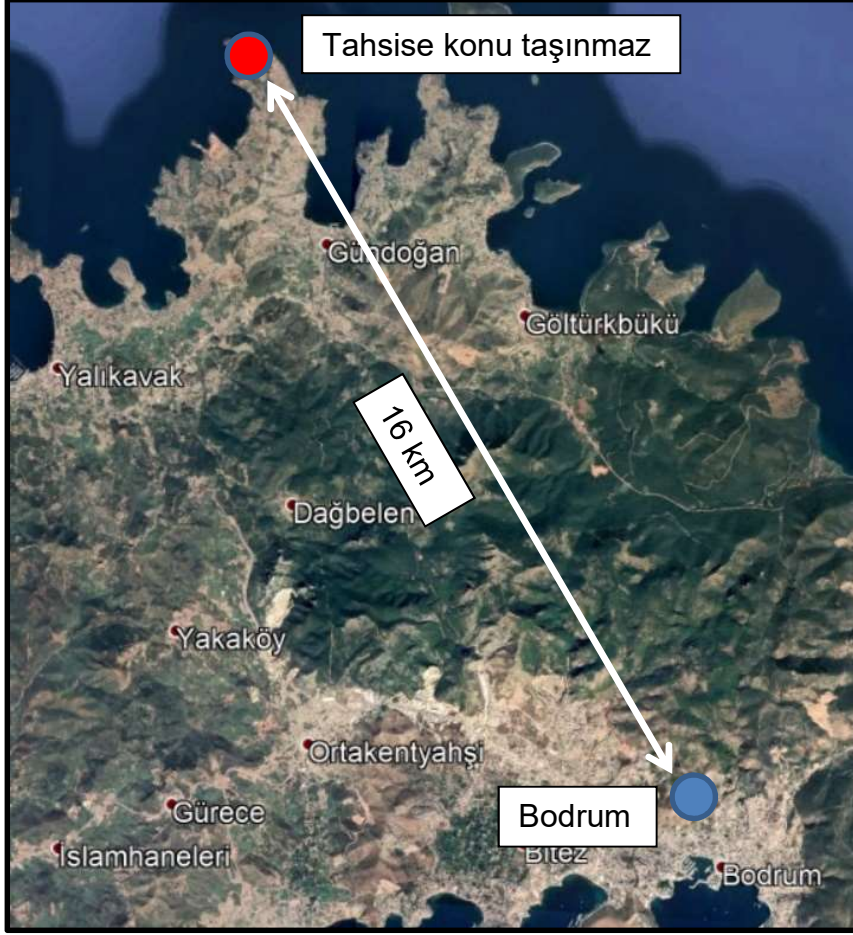 Tahsise konu taşınmaz
Gündoğan
Göltürkbükü
Yalıkavak
16 km
Dağbelen
Yakaköy
Ortakentyahşi
Gürece
Bodrum
İslamhaneleri
Bitez
Bodrum